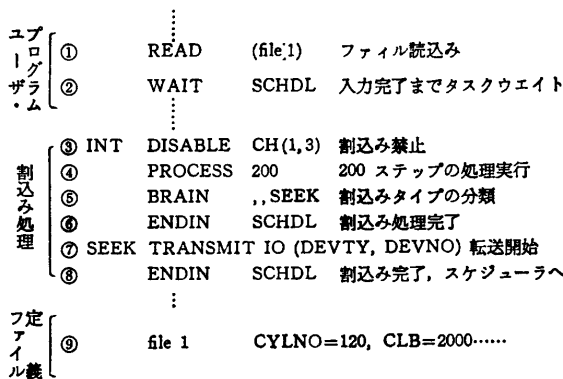 ユーザ・プログラム
① READ (file 1) ファイル読込み
② WAIT SCHDL 入力完了までタスクウエイト
割込み処理
③ INT DISABLE CH(1,3) 割込み禁止
④ PROCESS 200 200 ステップの処理実行
⑤ BRAIN ,,SEEK 割込みタイプの分類
⑥ ENDIN SCHDL 割込み処理完了
⑦ SEEK TRANSMIT IO (DEVTY, DEVNO) 転送開始
⑧ ENDIN SCHDL 割込み完了, スケジューラへ
ファイル定義
⑨ file 1 CYLNO=120, CLB=2000……